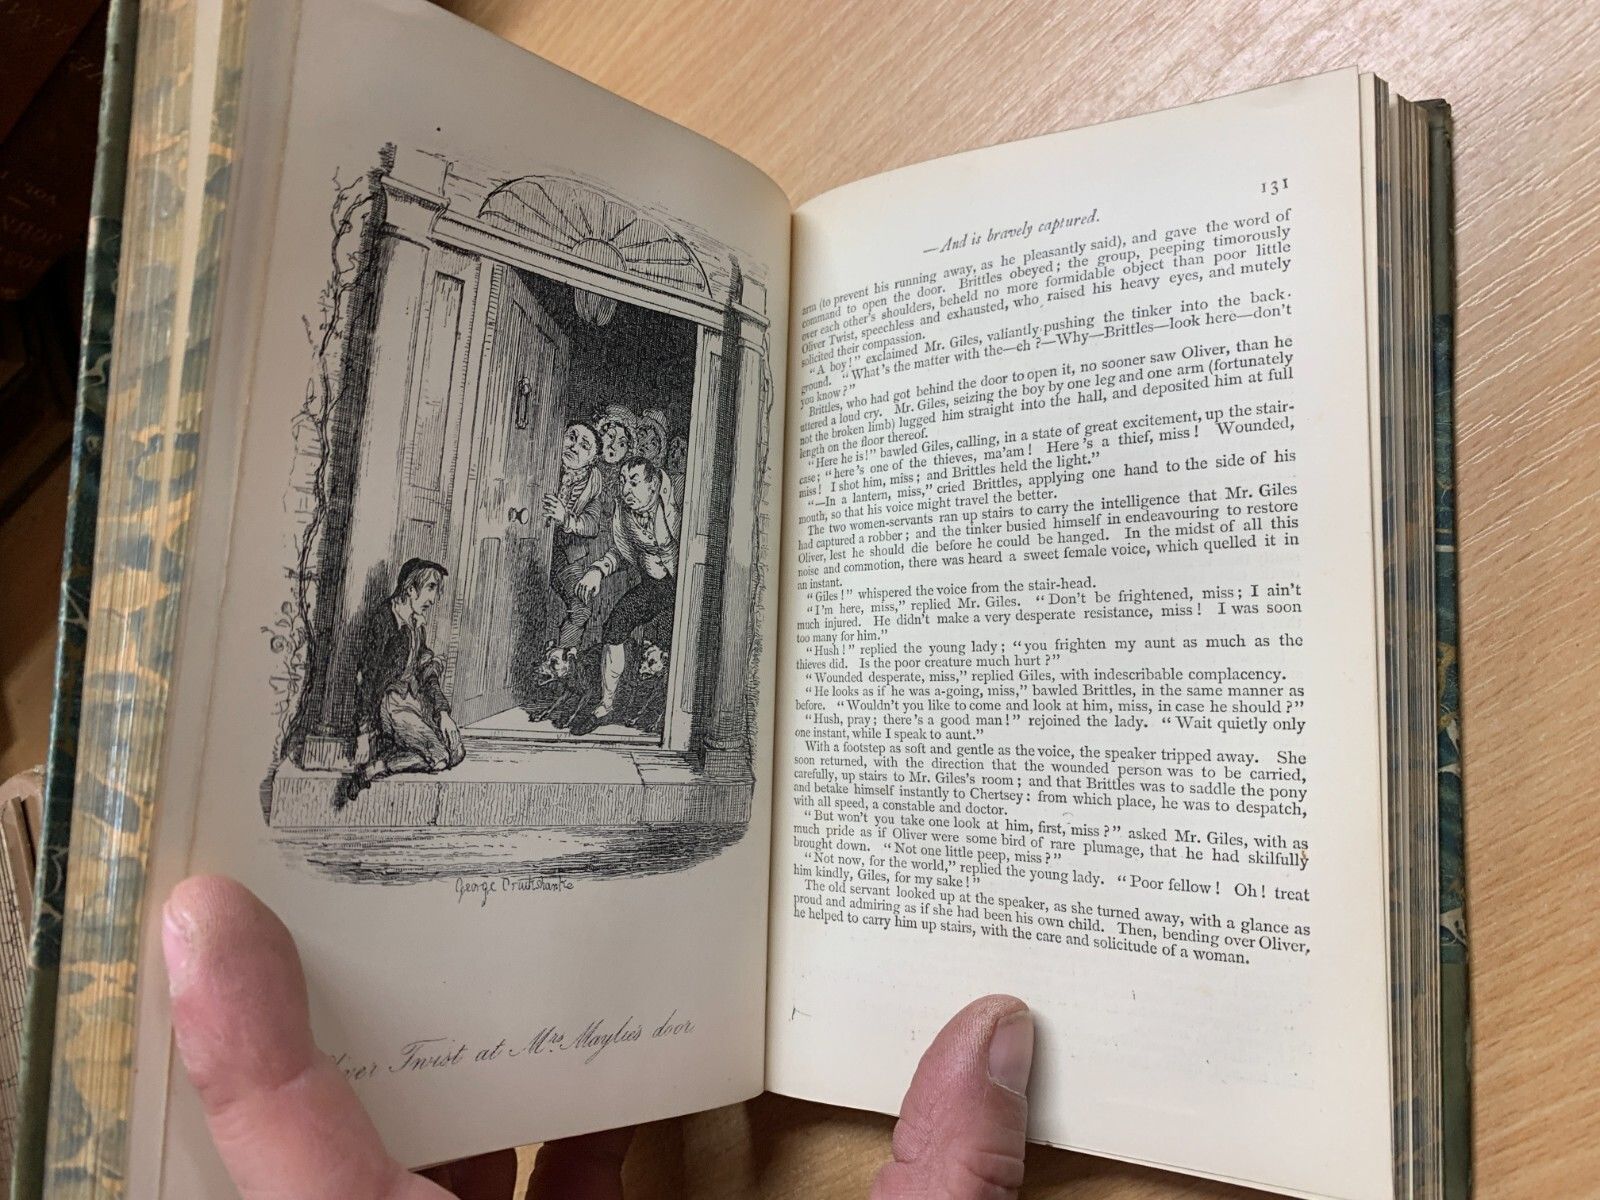 George Cruikshank
Oliver Twist at Mrs. Maylie's door
131
—And is bravely captured.
arm (to prevent his running away, as he pleasantly said), and gave the word of
command to open the door. Brittles obeyed; the group, peeping timorously
over each other's shoulders, beheld no more formidable object than poor little
Oliver Twist, speechless and exhausted, who raised his heavy eyes, and mutely
solicited their compassion.
"A boy!" exclaimed Mr. Giles, valiantly pushing the tinker into the back-
ground. "What's the matter with the—eh?—Why—Brittles—look here—don't
you know?"
Brittles, who had got behind the door to open it, no sooner saw Oliver, than he
uttered a loud cry. Mr. Giles, seizing the boy by one leg and one arm (fortunately
not the broken limb) lugged him straight into the hall, and deposited him at full
length on the floor thereof.
"Here he is!" bawled Giles, calling, in a state of great excitement, up the stair-
case; "here's one of the thieves, ma'am! Here's a thief, miss! Wounded,
miss! I shot him, miss; and Brittles held the light."
"—In a lantern, miss," cried Brittles, applying one hand to the side of his
mouth, so that his voice might travel the better.
The two women-servants ran up stairs to carry the intelligence that Mr. Giles
had captured a robber; and the tinker busied himself in endeavouring to restore
Oliver, lest he should die before he could be hanged. In the midst of all this
noise and commotion, there was heard a sweet female voice, which quelled it in
an instant.
"Giles!" whispered the voice from the stair-head.
"I'm here, miss," replied Mr. Giles. "Don't be frightened, miss; I ain't
much injured. He didn't make a very desperate resistance, miss! I was soon
too many for him."
"Hush!" replied the young lady; "you frighten my aunt as much as the
thieves did. Is the poor creature much hurt?"
"Wounded desperate, miss," replied Giles, with indescribable complacency.
"He looks as if he was a-going, miss," bawled Brittles, in the same manner as
before. "Wouldn't you like to come and look at him, miss, in case he should?"
"Hush, pray; there's a good man!" rejoined the lady. "Wait quietly only
one instant, while I speak to aunt."
With a footstep as soft and gentle as the voice, the speaker tripped away. She
soon returned, with the direction that the wounded person was to be carried,
carefully, up stairs to Mr. Giles's room; and that Brittles was to saddle the pony
and betake himself instantly to Chertsey: from which place, he was to despatch,
with all speed, a constable and doctor.
"But won't you take one look at him, first, miss?" asked Mr. Giles, with as
much pride as if Oliver were some bird of rare plumage, that he had skilfully
brought down. "Not one little peep, miss?"
"Not now, for the world," replied the young lady. "Poor fellow! Oh! treat
him kindly, Giles, for my sake!"
The old servant looked up at the speaker, as she turned away, with a glance as
proud and admiring as if she had been his own child. Then, bending over Oliver,
he helped to carry him up stairs, with the care and solicitude of a woman.